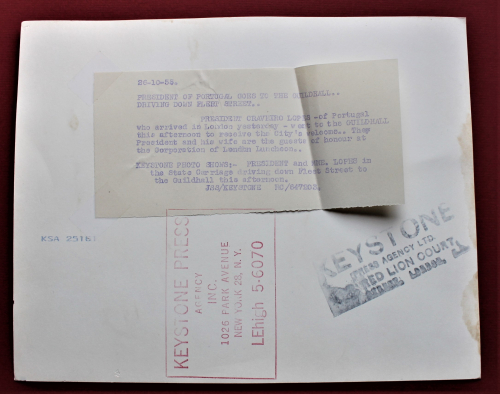 26-10-55.
PRESIDENT OF PORTUGAL GOES TO THE GUILDHALL..
DRIVING DOWN FLEET STREET..
PRESIDENT CRAVEIRO LOPES - of Portugal
who arrived in London yesterday - went to the GUILDHALL
this afternoon to receive the City's welcome.. The
President and his wife are the guests of honour at
the Corporation of London Luncheon..
KEYSTONE PHOTO SHOWS:- PRESIDENT and MME. LOPES in
the State Carriage driving down Fleet Street to
the Guildhall this afternoon.
KEYSTONE
KSA 2516
KEYSTONE PRESS
AGENCY
INC.
1026 PARK AVENUE
NEW YORK 28, N.Y.
LEhigh 5-6070
KEYSTONE
PRESS AGENCY LTD.
RED LION COURT
LONDON,